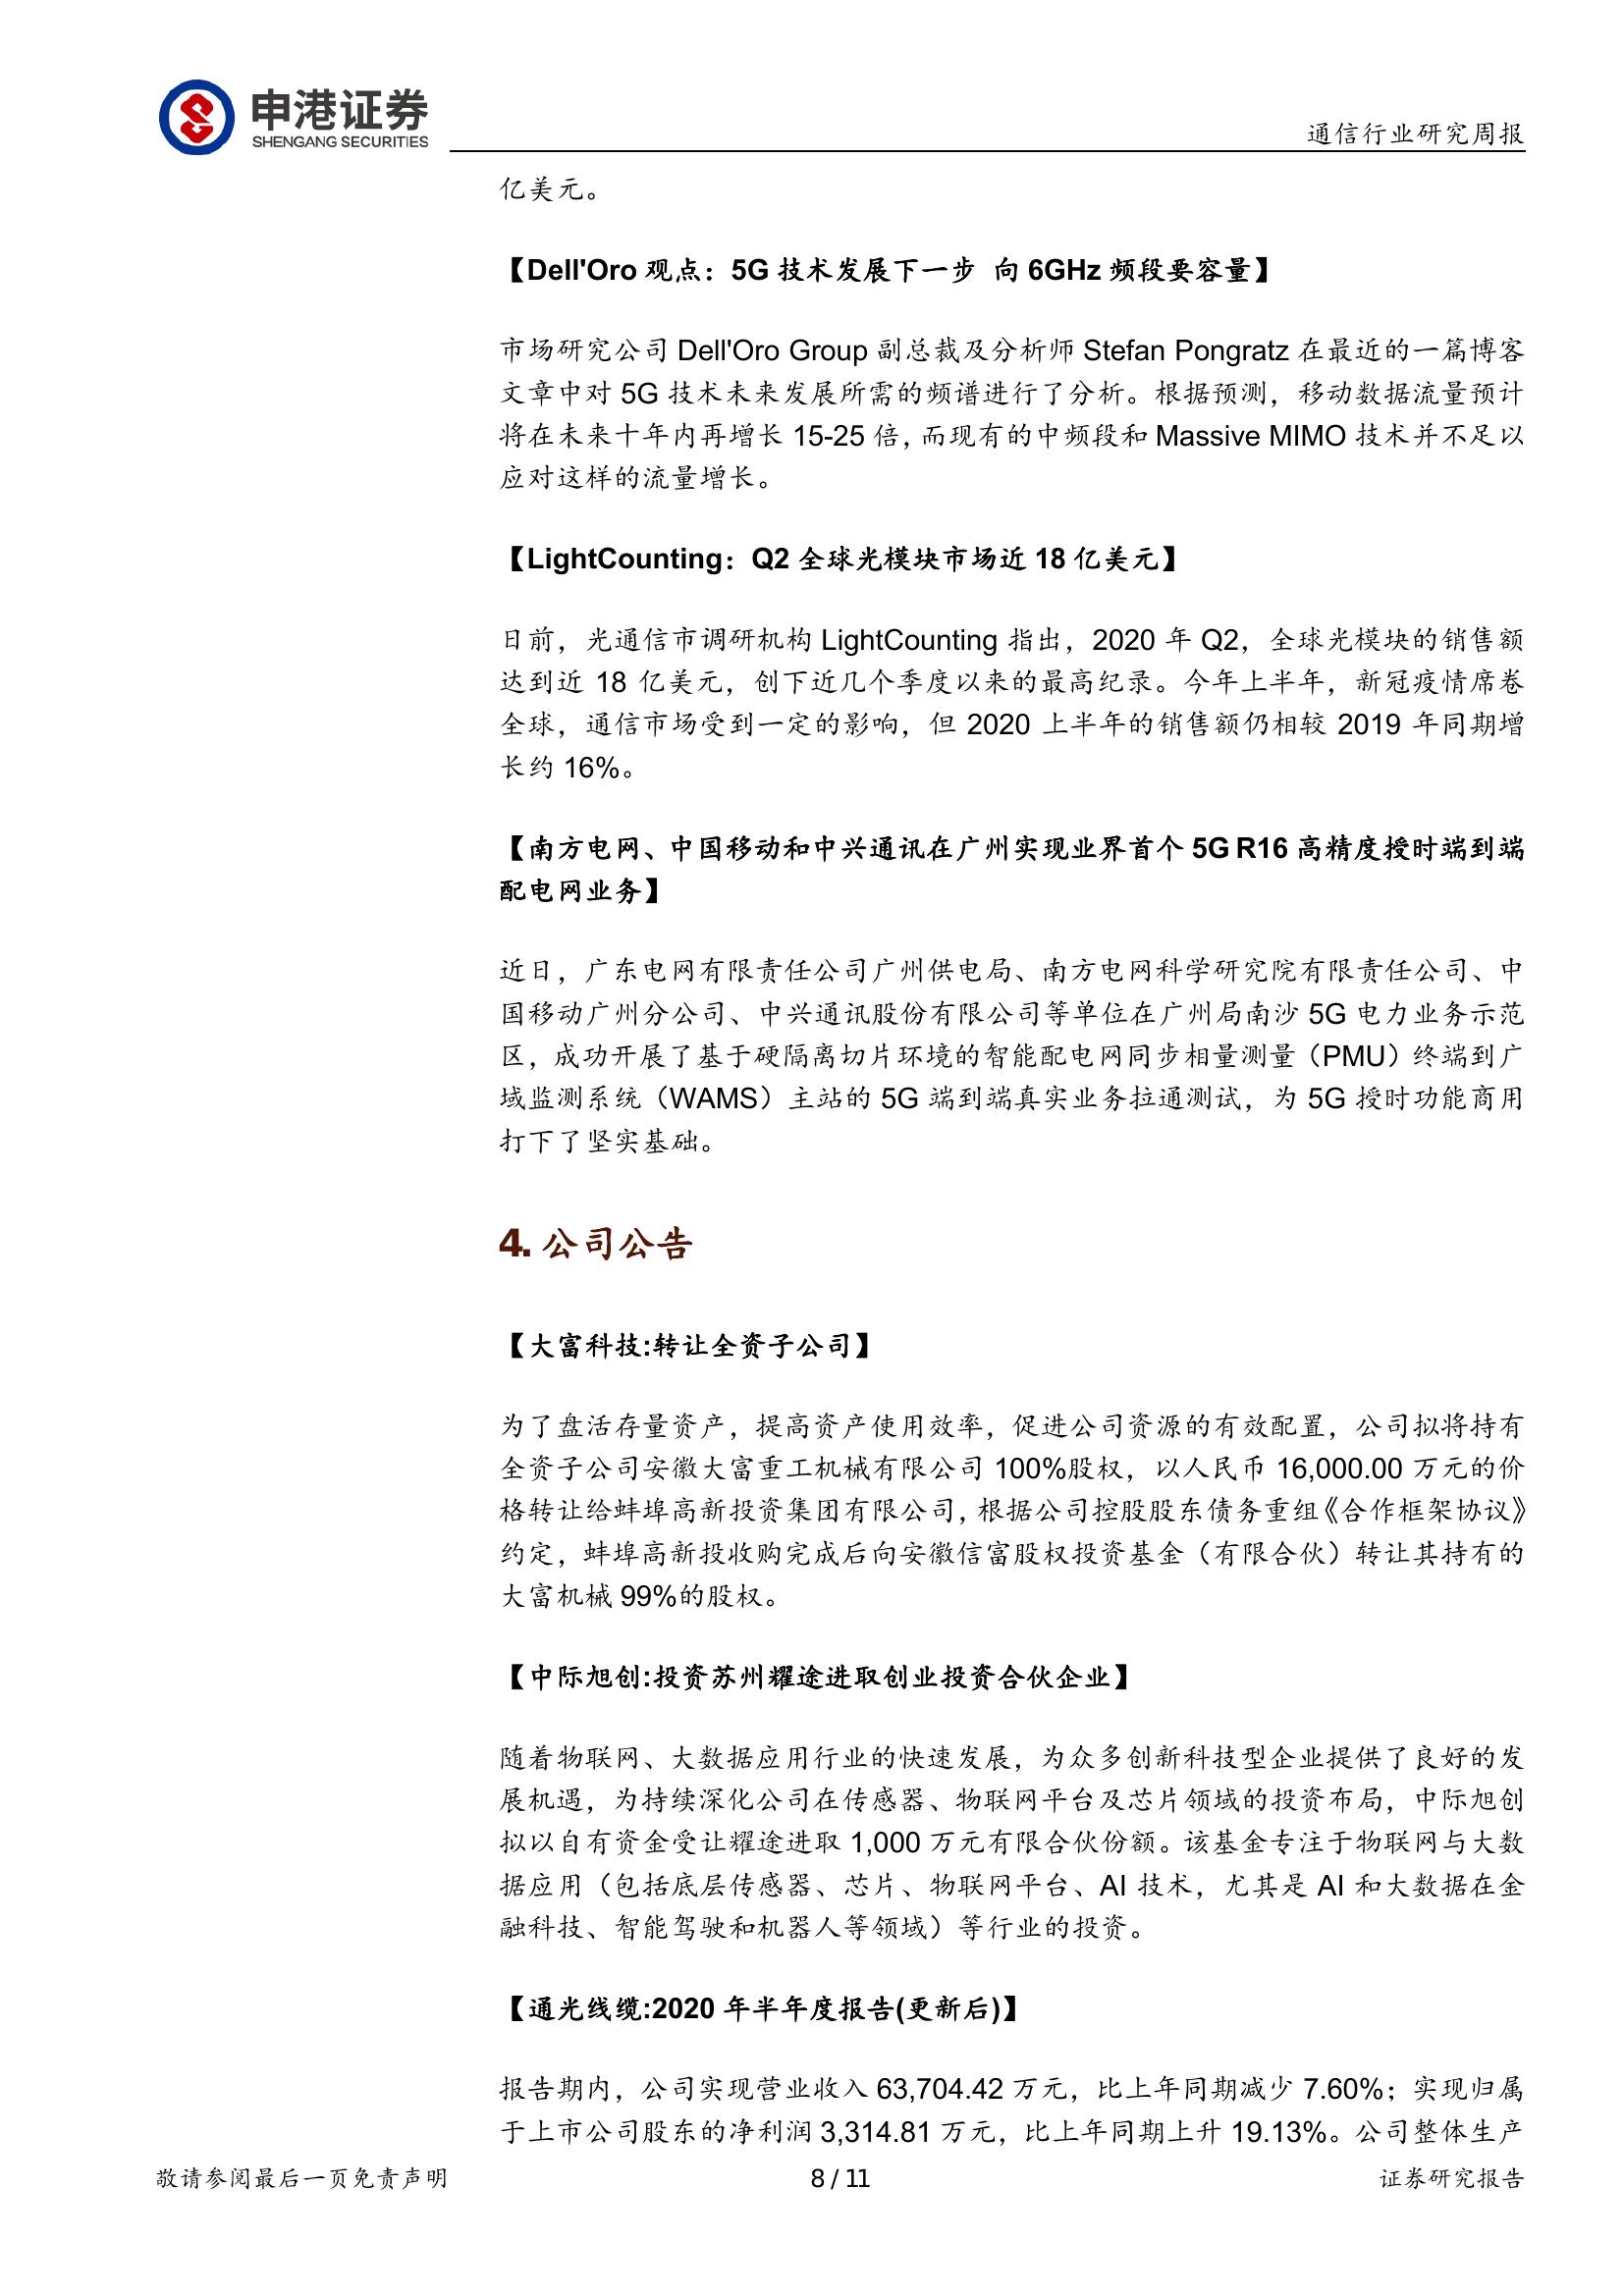 申港证券
SHENGANG SECURITIES
通信行业研究周报
亿美元。
【Dell'Oro 观点：5G 技术发展下一步 向 6GHz 频段要容量】
市场研究公司 Dell'Oro Group 副总裁及分析师 Stefan Pongratz 在最近的一篇博客
文章中对 5G 技术未来发展所需的频谱进行了分析。根据预测，移动数据流量预计
将在未来十年内再增长 15-25 倍，而现有的中频段和 Massive MIMO 技术并不足以
应对这样的流量增长。
【LightCounting：Q2 全球光模块市场近 18 亿美元】
日前，光通信市调研机构 LightCounting 指出，2020 年 Q2，全球光模块的销售额
达到近 18 亿美元，创下近几个季度以来的最高纪录。今年上半年，新冠疫情席卷
全球，通信市场受到一定的影响，但 2020 上半年的销售额仍相较 2019 年同期增
长约 16%。
【南方电网、中国移动和中兴通讯在广州实现业界首个 5G R16 高精度授时端到端
配电网业务】
近日，广东电网有限责任公司广州供电局、南方电网科学研究院有限责任公司、中
国移动广州分公司、中兴通讯股份有限公司等单位在广州局南沙 5G 电力业务示范
区，成功开展了基于硬隔离切片环境的智能配电网同步相量测量（PMU）终端到广
域监测系统（WAMS）主站的 5G 端到端真实业务拉通测试，为 5G 授时功能商用
打下了坚实基础。
4. 公司公告
【大富科技:转让全资子公司】
为了盘活存量资产，提高资产使用效率，促进公司资源的有效配置，公司拟将持有
全资子公司安徽大富重工机械有限公司 100%股权，以人民币 16,000.00 万元的价
格转让给蚌埠高新投资集团有限公司，根据公司控股股东债务重组《合作框架协议》
约定，蚌埠高新投收购完成后向安徽信富股权投资基金（有限合伙）转让其持有的
大富机械 99%的股权。
【中际旭创:投资苏州耀途进取创业投资合伙企业】
随着物联网、大数据应用行业的快速发展，为众多创新科技型企业提供了良好的发
展机遇，为持续深化公司在传感器、物联网平台及芯片领域的投资布局，中际旭创
拟以自有资金受让耀途进取 1,000 万元有限合伙份额。该基金专注于物联网与大数
据应用（包括底层传感器、芯片、物联网平台、AI 技术，尤其是 AI 和大数据在金
融科技、智能驾驶和机器人等领域）等行业的投资。
【通光线缆:2020 年半年度报告(更新后)】
报告期内，公司实现营业收入 63,704.42 万元，比上年同期减少 7.60%；实现归属
于上市公司股东的净利润 3,314.81 万元，比上年同期上升 19.13%。公司整体生产
敬请参阅最后一页免责声明
8 / 11
证券研究报告